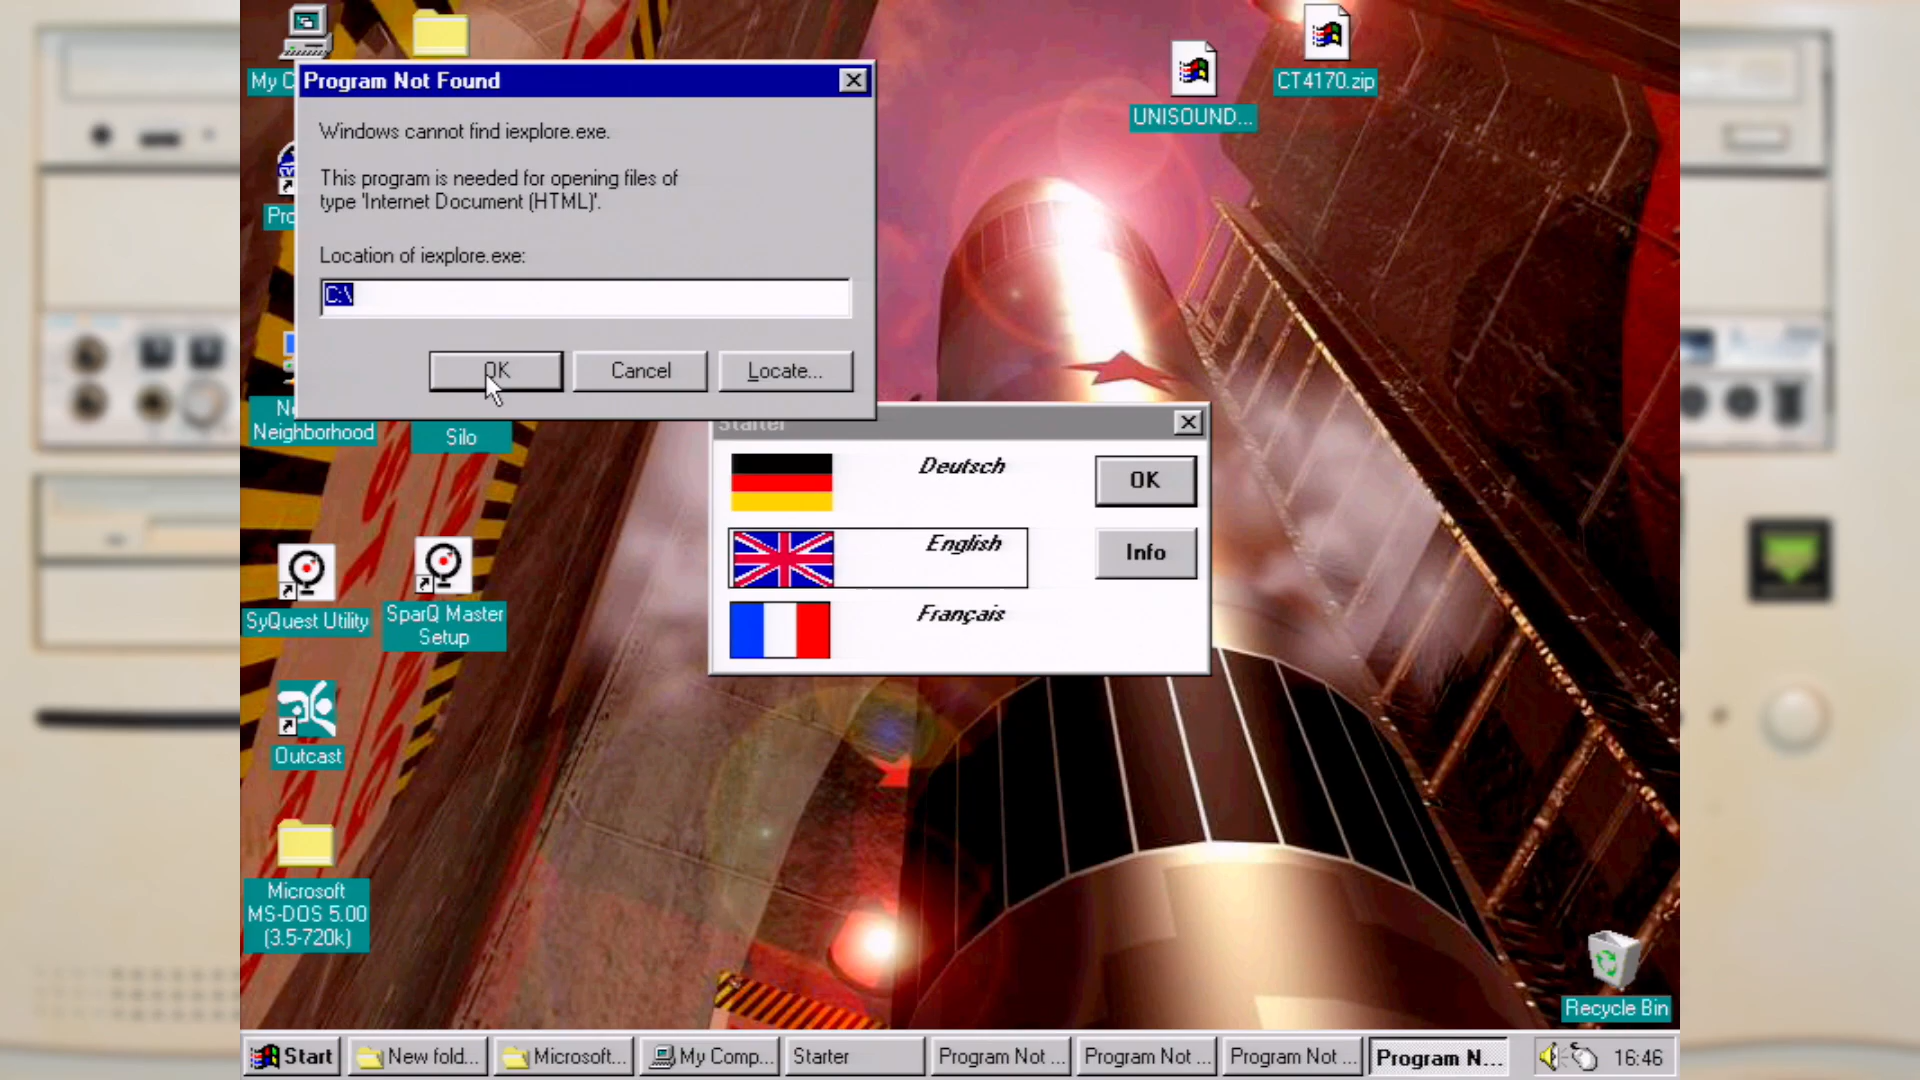 My C
Program Not Found
Windows cannot find iexplore.exe.
This program is needed for opening files of
type 'Internet Document (HTML)'.
Location of iexplore.exe:
C:\
OK
Cancel
Locate...
UNISOUND...
CT4170.zip
Pro
Neighborhood
Silo
Starter
Deutsch
OK
English
Info
Français
SyQuest Utility
SparQ Master
Setup
Outcast
Microsoft
MS-DOS 5.00
(3.5-720k)
Recycle Bin
Start
New fold...
Microsoft...
My Comp...
Starter
Program Not ...
Program Not ...
Program Not ...
Program N...
16:46